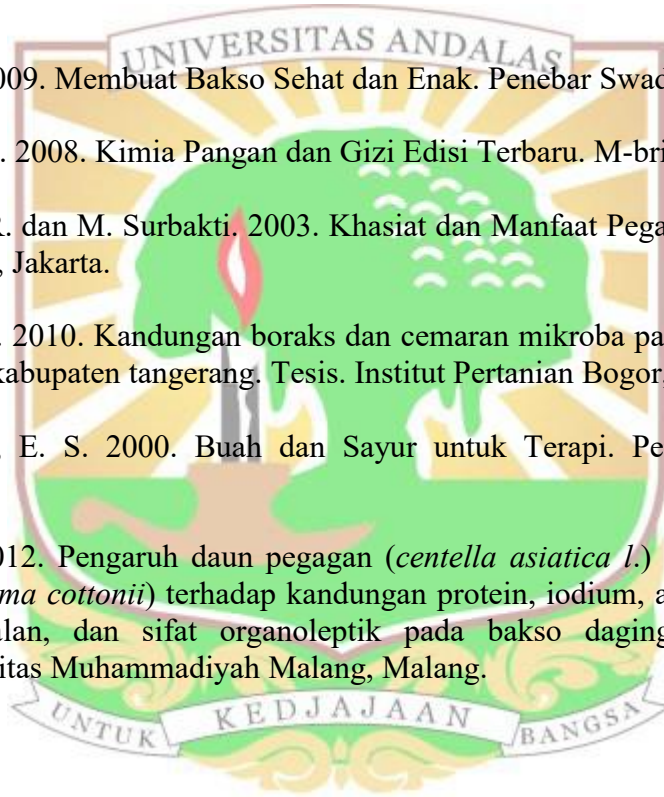 UNIVERSITAS ANDALAS
009. Membuat Bakso Sehat dan Enak. Penebar Swad
. 2008. Kimia Pangan dan Gizi Edisi Terbaru. M-bri
R. dan M. Surbakti. 2003. Khasiat dan Manfaat Pega
, Jakarta.
. 2010. Kandungan boraks dan cemaran mikroba pa
kabupaten tangerang. Tesis. Institut Pertanian Bogor,
, E. S. 2000. Buah dan Sayur untuk Terapi. Pe
012. Pengaruh daun pegagan (centella asiatica l.)
ma cottonii) terhadap kandungan protein, iodium, a
alan, dan sifat organoleptik pada bakso daging
itas Muhammadiyah Malang, Malang.
UNTUK KEDJAJAAN BANGSA